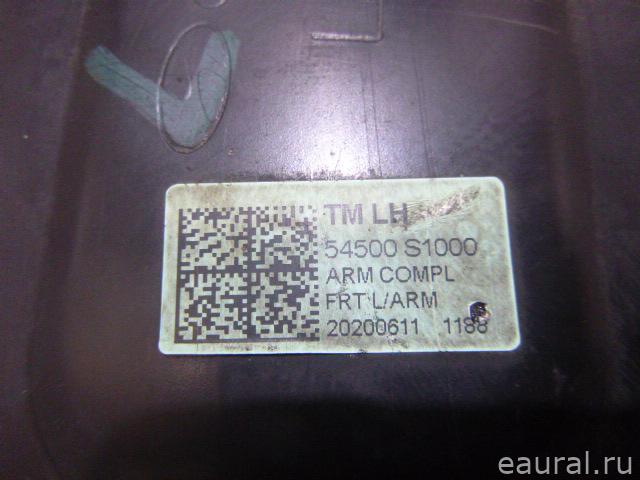 TM LH
54500 S1000
ARM COMPL
FRT L/ARM
20200611 1188
eaural.ru